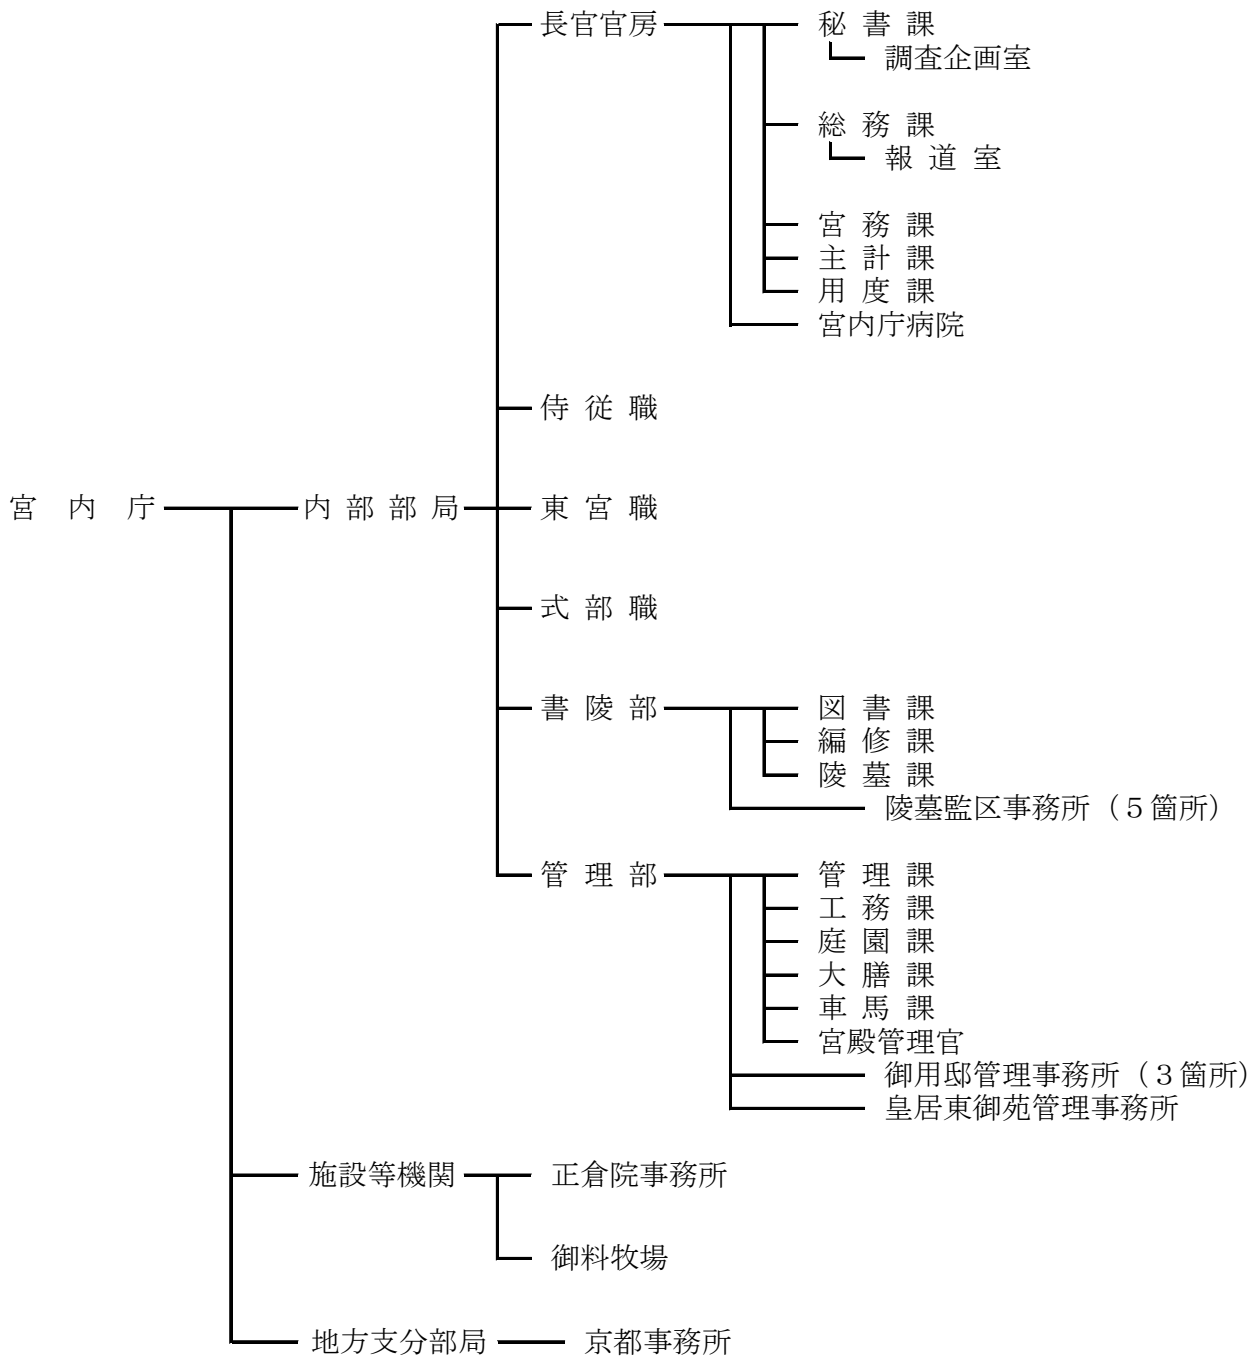 長官官房
秘書課
調査企画室
総務課
報道室
宮務課
主計課
用度課
宮内庁病院
侍従職
宮内庁
内部部局
東宮職
式部職
書陵部
図書課
編修課
陵墓課
陵墓監区事務所（５箇所）
管理部
管理課
工務課
庭園課
大膳課
車馬課
宮殿管理官
御用邸管理事務所（３箇所）
皇居東御苑管理事務所
施設等機関
正倉院事務所
御料牧場
地方支分部局
京都事務所